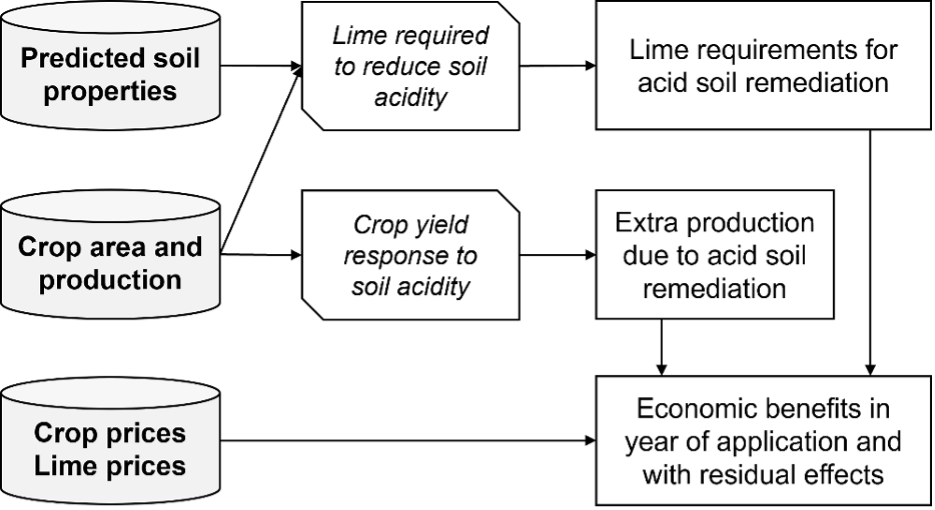 Predicted soil
properties
Lime required
to reduce soil
acidity
Lime requirements for
acid soil remediation
Crop area and
production
Crop yield
response to
soil acidity
Extra production
due to acid soil
remediation
Crop prices
Lime prices
Economic benefits in
year of application and
with residual effects